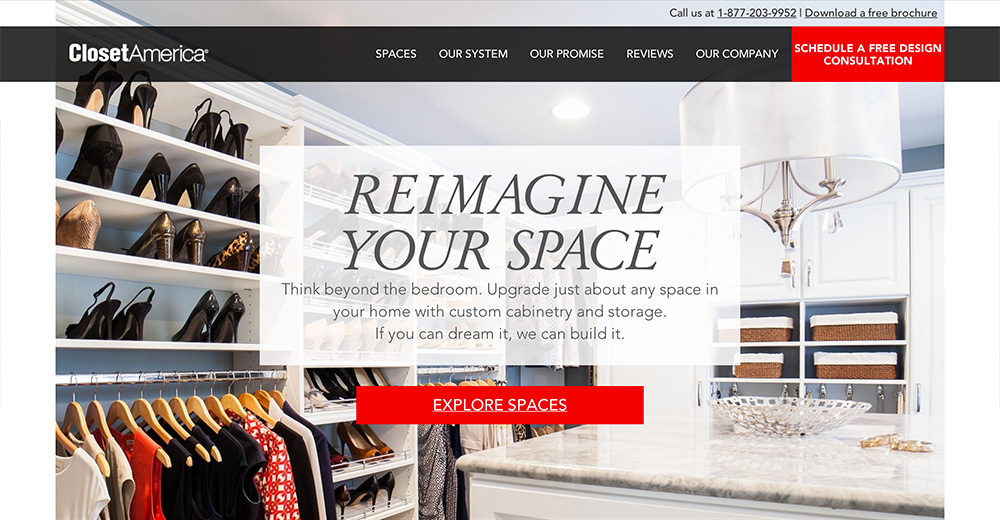 Call us at 1-877-203-9952 | Download a free brochure
ClosetAmerica®
SPACES OUR SYSTEM OUR PROMISE REVIEWS OUR COMPANY
SCHEDULE A FREE DESIGN
CONSULTATION
REIMAGINE
YOUR SPACE
Think beyond the bedroom. Upgrade just about any space in
your home with custom cabinetry and storage.
If you can dream it, we can build it.
EXPLORE SPACES